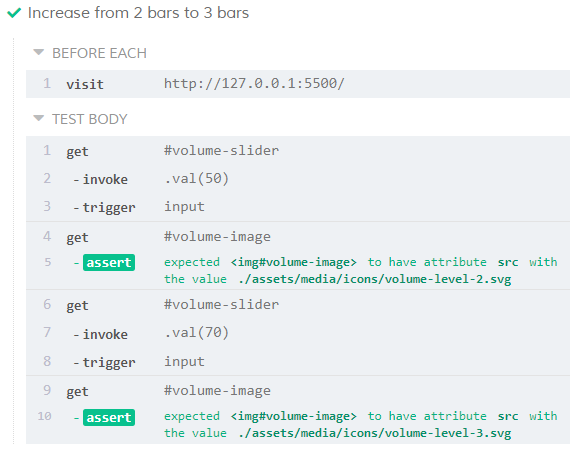 Increase from 2 bars to 3 bars
BEFORE EACH
1 visit http://127.0.0.1:5500/
TEST BODY
1 get #volume-slider
2 - invoke .val(50)
3 - trigger input
4 get #volume-image
5 - assert expected <img#volume-image> to have attribute src with
the value ./assets/media/icons/volume-level-2.svg
6 get #volume-slider
7 - invoke .val(70)
8 - trigger input
9 get #volume-image
10 - assert expected <img#volume-image> to have attribute src with
the value ./assets/media/icons/volume-level-3.svg